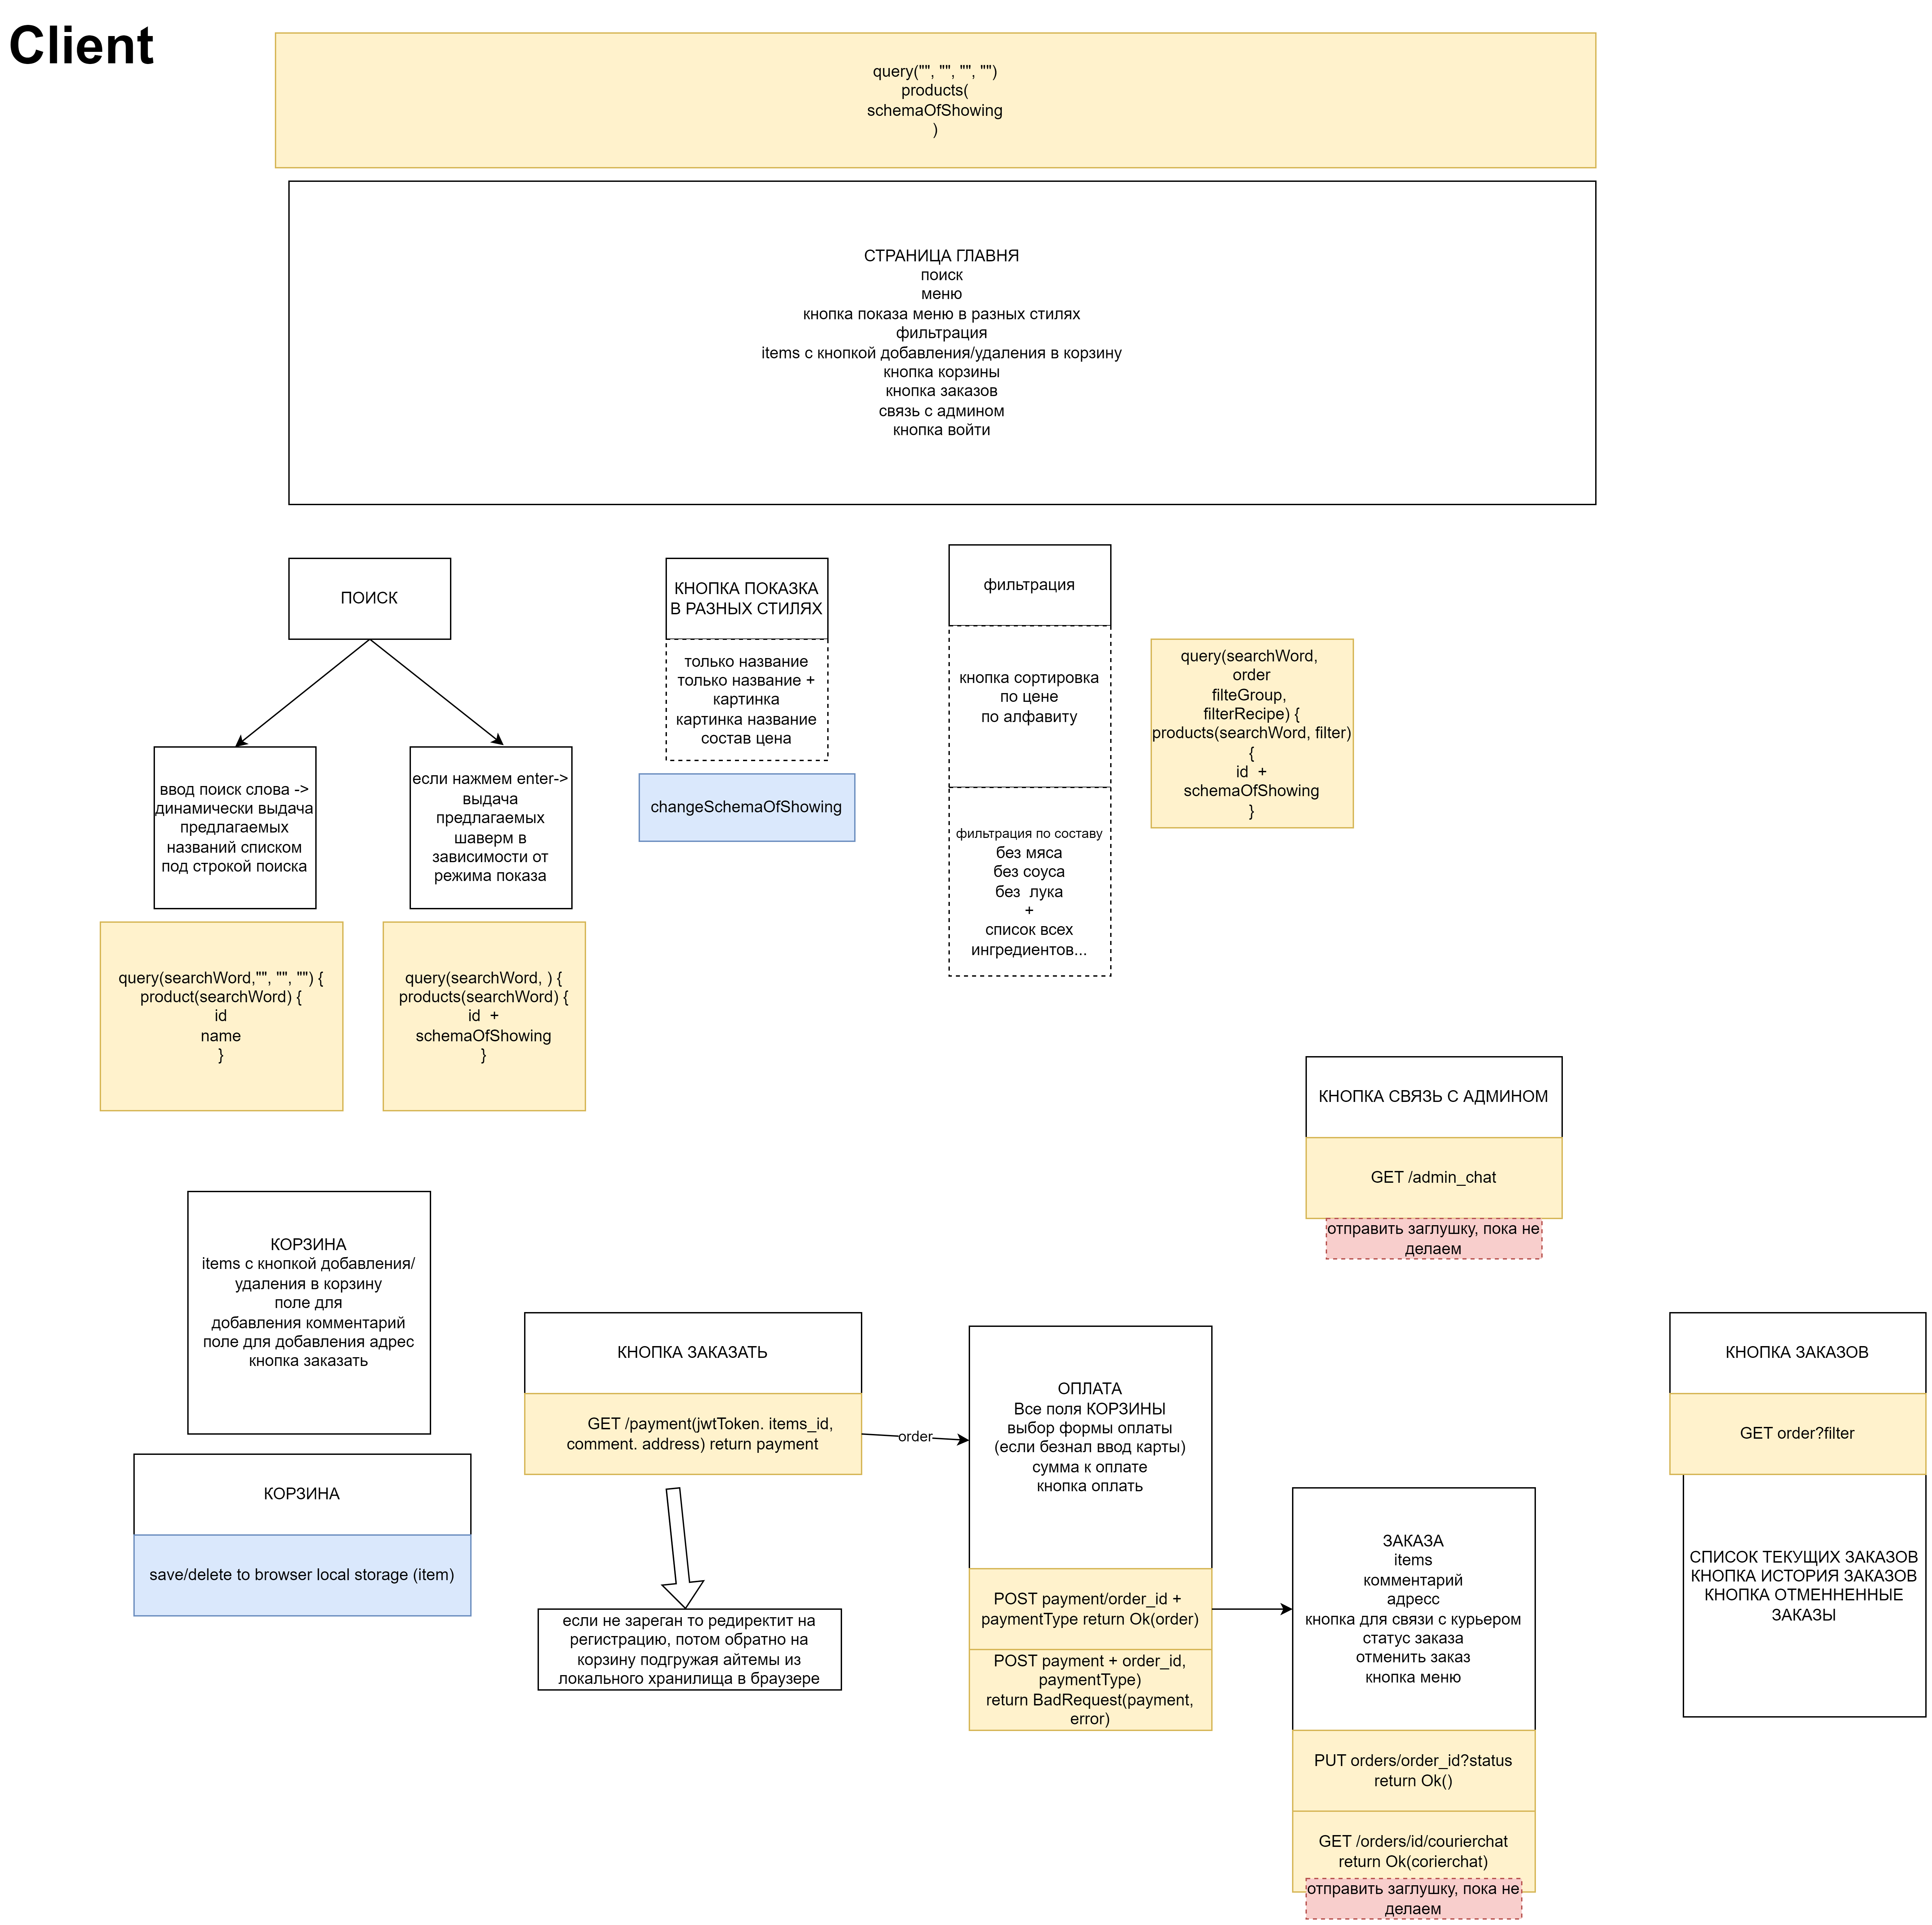 Client
query("", "", "", "")
products(
schemaOfShowing
)
СТРАНИЦА ГЛАВНЯ
поиск
меню
кнопка показа меню в разных стилях
фильтрация
items с кнопкой добавления/удаления в корзину
кнопка корзины
кнопка заказов
связь с админом
кнопка войти
ПОИСК
ввод поиск слова ->
динамически выдача
предлагаемых
названий списком
под строкой поиска
если нажмем enter->
выдача
предлагаемых
шаверм в
зависимости от
режима показа
query(searchWord,"", "", "") {
product(searchWord) {
id
name
}
query(searchWord, ) {
products(searchWord) {
id  +
schemaOfShowing
}
КНОПКА ПОКАЗКА
В РАЗНЫХ СТИЛЯХ
только название
только название +
картинка
картинка название
состав цена
changeSchemaOfShowing
фильтрация
кнопка сортировка
по цене
по алфавиту
фильтрация по составу
без мяса
без соуса
без  лука
+
список всех
ингредиентов...
query(searchWord,
order
filteGroup,
filterRecipe) {
products(searchWord, filter)
{
id  +
schemaOfShowing
}
КНОПКА СВЯЗЬ С АДМИНОМ
GET /admin_chat
отправить заглушку, пока не
делаем
КОРЗИНА
items с кнопкой добавления/
удаления в корзину
поле для
добавления комментарий
поле для добавления адрес
кнопка заказать
КОРЗИНА
save/delete to browser local storage (item)
КНОПКА ЗАКАЗАТЬ
GET /payment(jwtToken. items_id,
comment. address) return payment
order
если не зареган то редиректит на
регистрацию, потом обратно на
корзину подгружая айтемы из
локального хранилища в браузере
ОПЛАТА
Все поля КОРЗИНЫ
выбор формы оплаты
(если безнал ввод карты)
сумма к оплате
кнопка оплать
POST payment/order_id +
paymentType return Ok(order)
POST payment + order_id,
paymentType)
return BadRequest(payment,
error)
ЗАКАЗА
items
комментарий
адресс
кнопка для связи с курьером
статус заказа
отменить заказ
кнопка меню
PUT orders/order_id?status
return Ok()
GET /orders/id/courierchat
return Ok(corierchat)
отправить заглушку, пока не
делаем
КНОПКА ЗАКАЗОВ
GET order?filter
СПИСОК ТЕКУЩИХ ЗАКАЗОВ
КНОПКА ИСТОРИЯ ЗАКАЗОВ
КНОПКА ОТМЕННЕННЫЕ
ЗАКАЗЫ